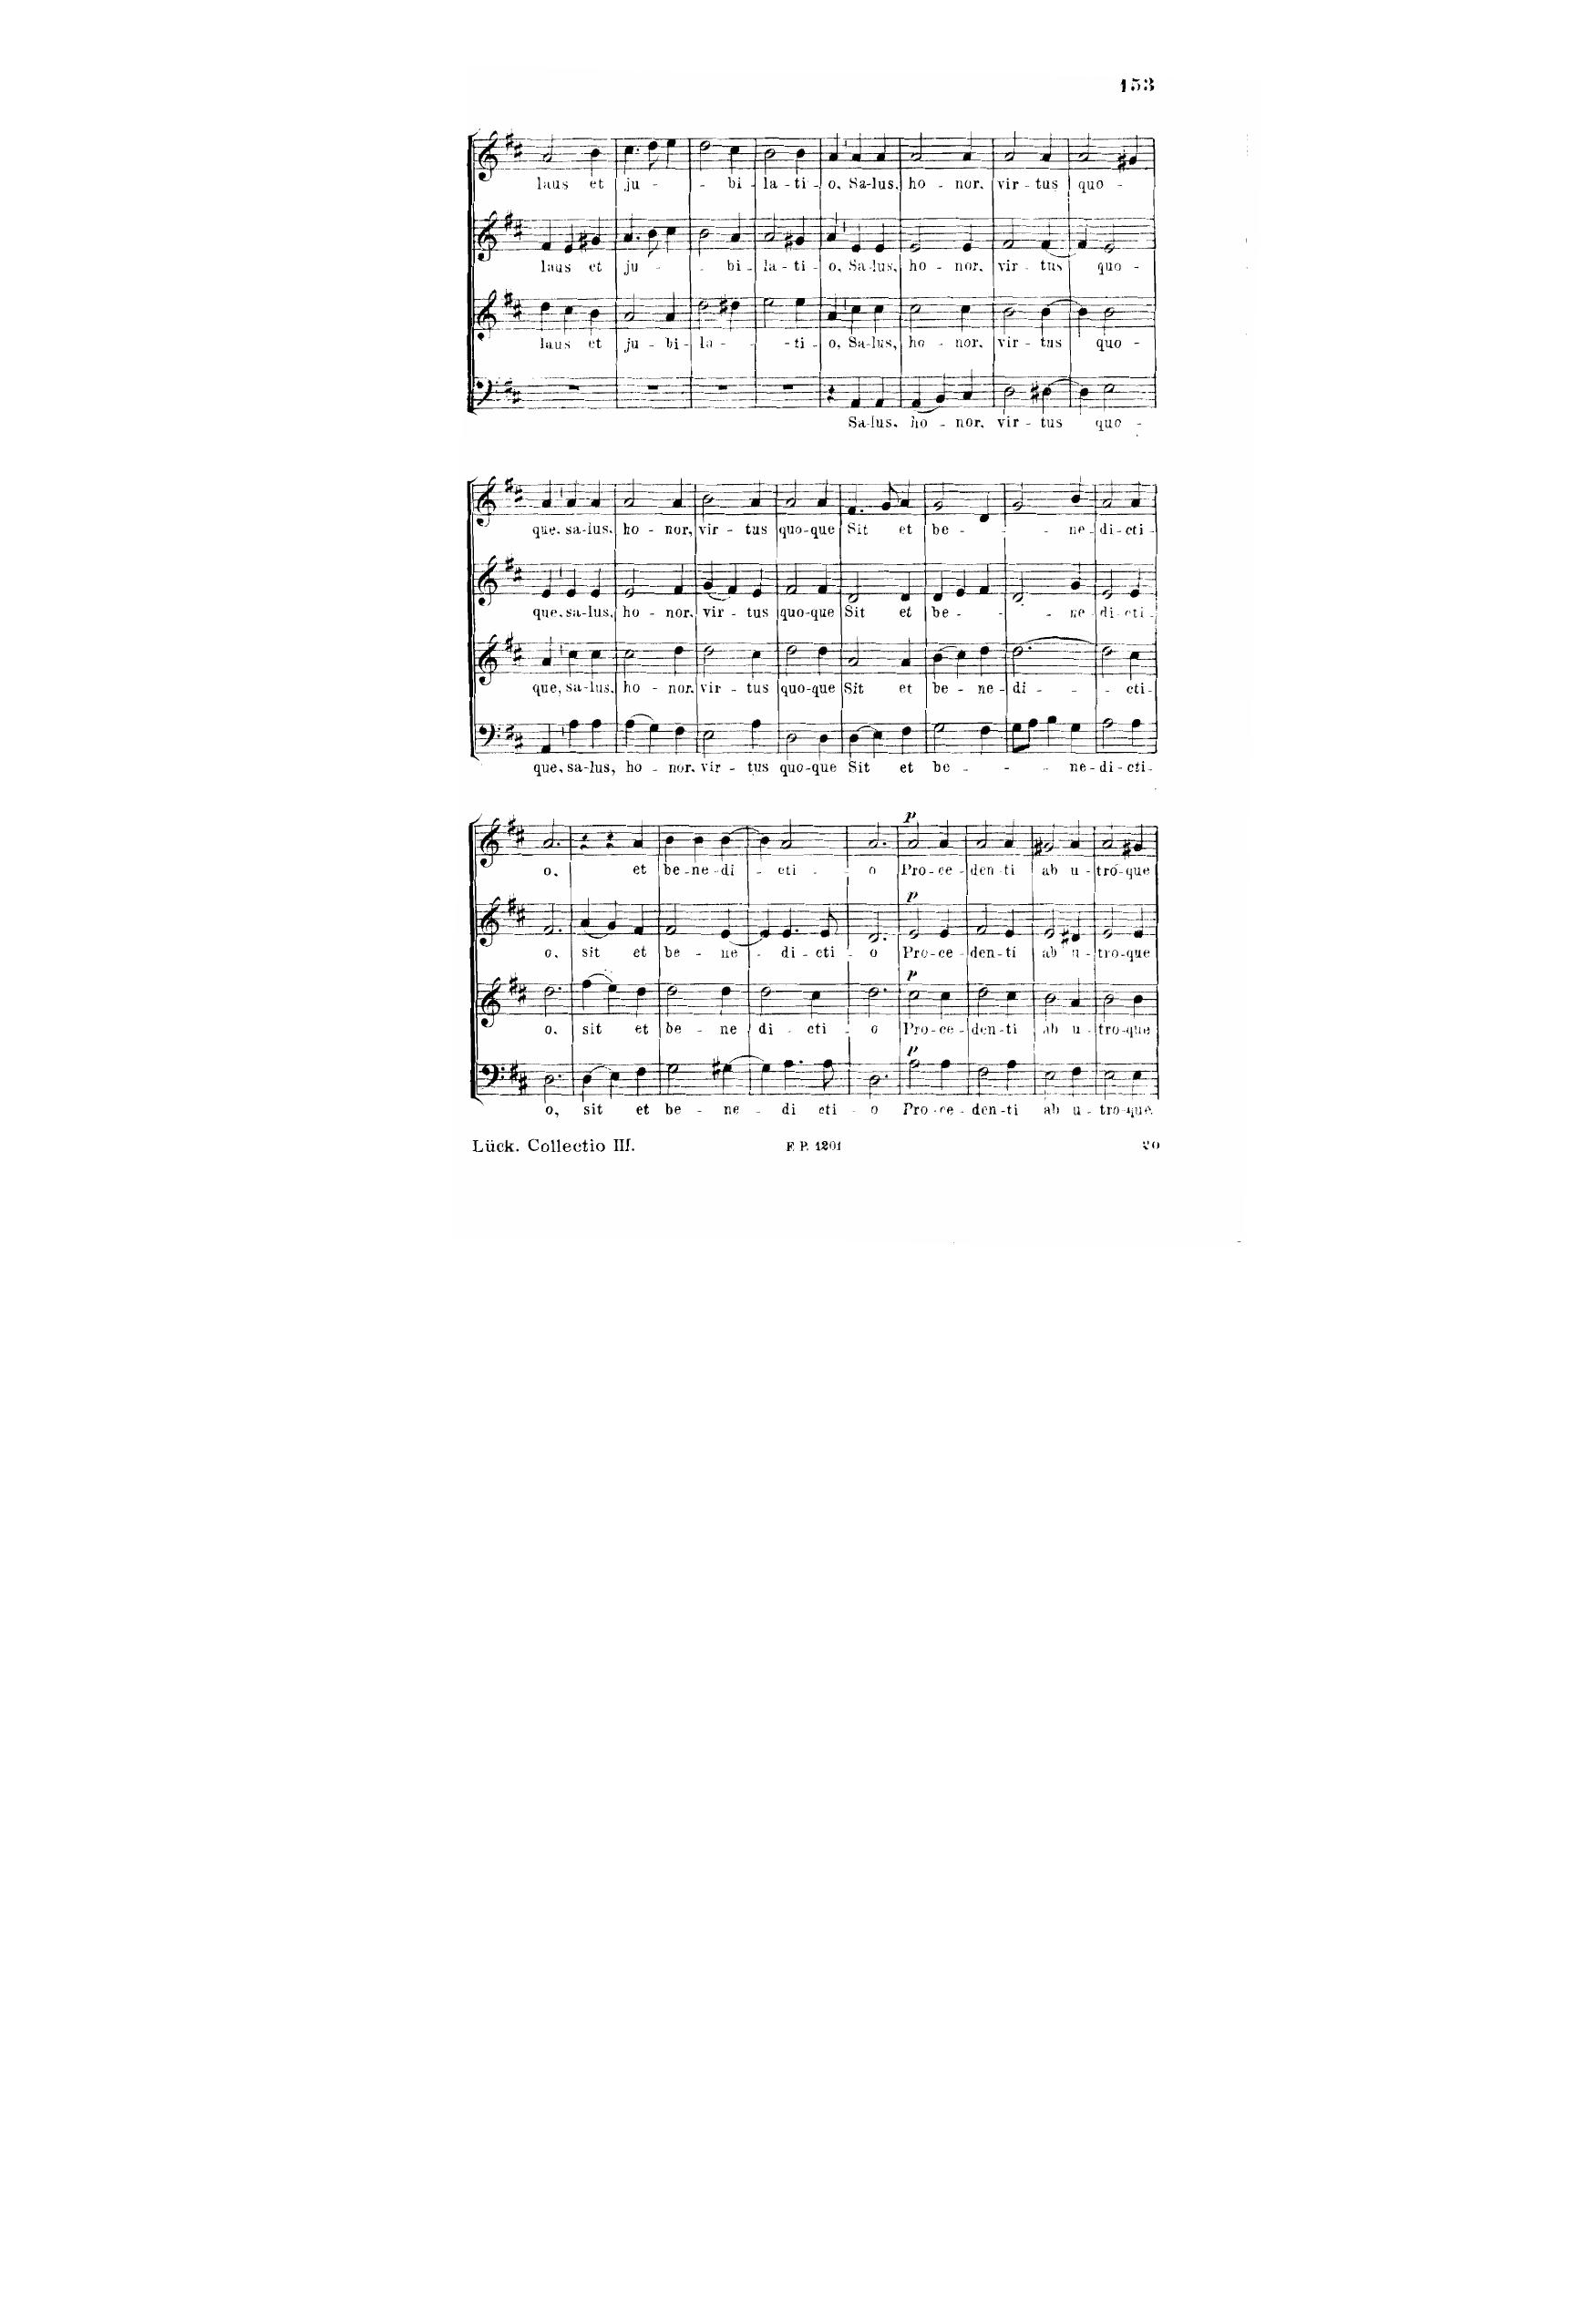 153
laus et ju - - bi - la - ti - o. Sa-lus. ho - nor. vir - tus quo -
laus et ju - - bi - la - ti - o. Sa-lus. ho - nor. vir - tus quo -
laus et ju - bi - la - - ti - o. Sa-lus, ho - nor. vir - tus quo -
Sa-lus. ho - nor. vir - tus quo -
que. sa-lus. ho - nor, vir - tus quo-que Sit et be - - ne - di-cti -
que. sa-lus. ho - nor. vir - tus quo-que Sit et be - - ne - di-cti -
que, sa-lus. ho - nor. vir - tus quo-que Sit et be - ne - di - - cti -
que. sa-lus, ho - nor. vir - tus quo-que Sit et be - - - ne-di-cti-
p
o. et be-ne-di - cti - o Pro-ce-den-ti ab u-tró-que
p
o. sit et be - ne - di - cti - o Pro-ce-den-ti ab u-tro-que
p
o. sit et be - ne di - cti - o Pro-ce-den-ti ab u-tro-que
p
o, sit et be - ne - di cti - o Pro-ce-den-ti ab u-tro-que.
Lück. Collectio III. F. P. 1201 20